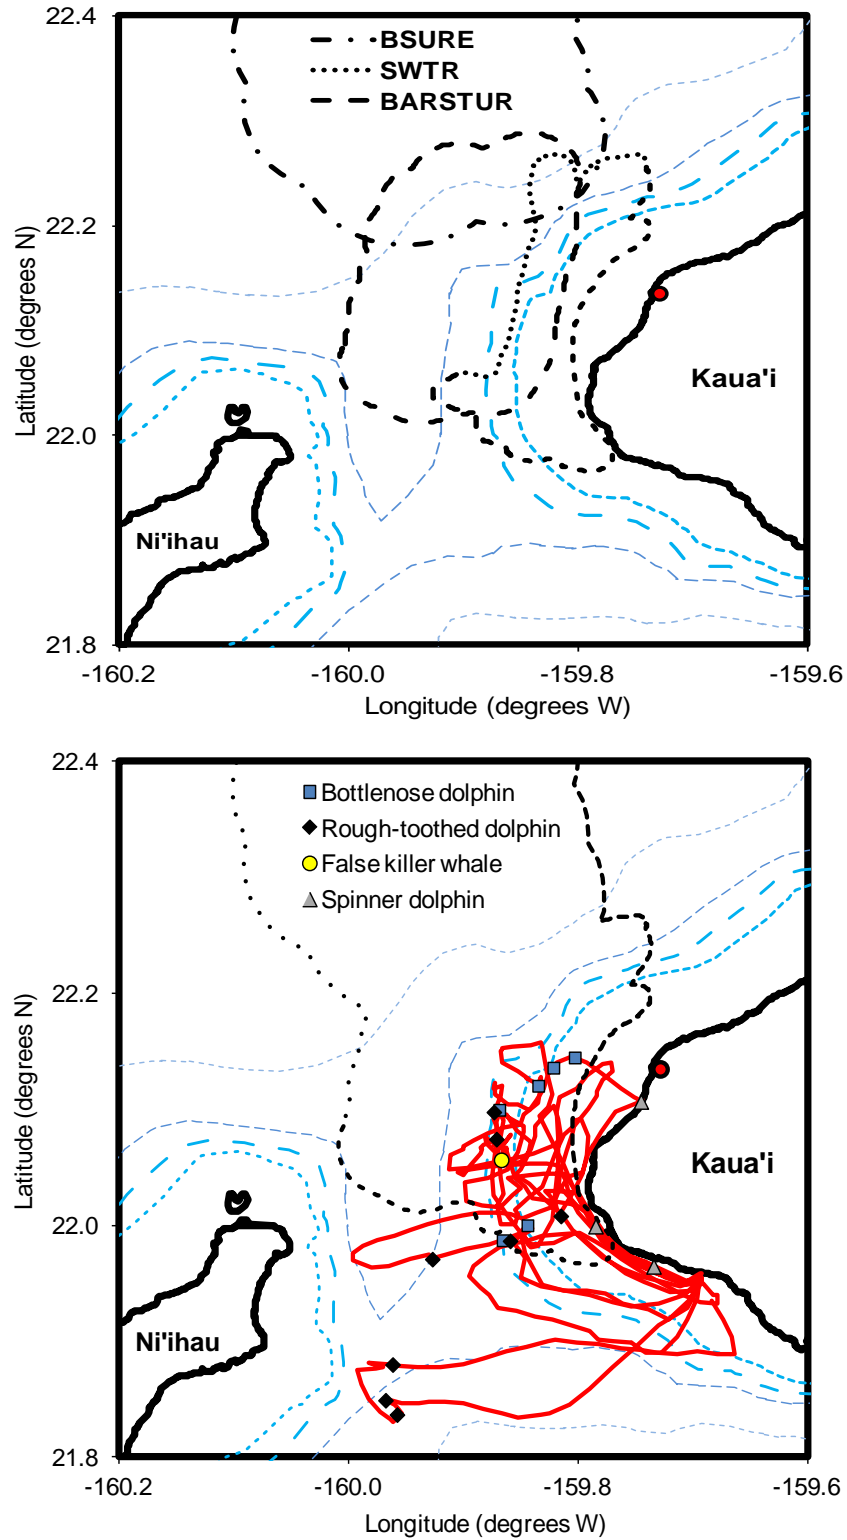 22.4
BSURE
SWTR
BARSTUR
22.2
Latitude (degrees N)
Kaua'i
22.0
Ni'ihau
21.8
-160.2
-160.0
-159.8
-159.6
Longitude (degrees W)
22.4
Bottlenose dolphin
Rough-toothed dolphin
False killer whale
Spinner dolphin
22.2
Latitude (degrees N)
Kaua'i
22.0
Ni'ihau
21.8
-160.2
-160.0
-159.8
-159.6
Longitude (degrees W)